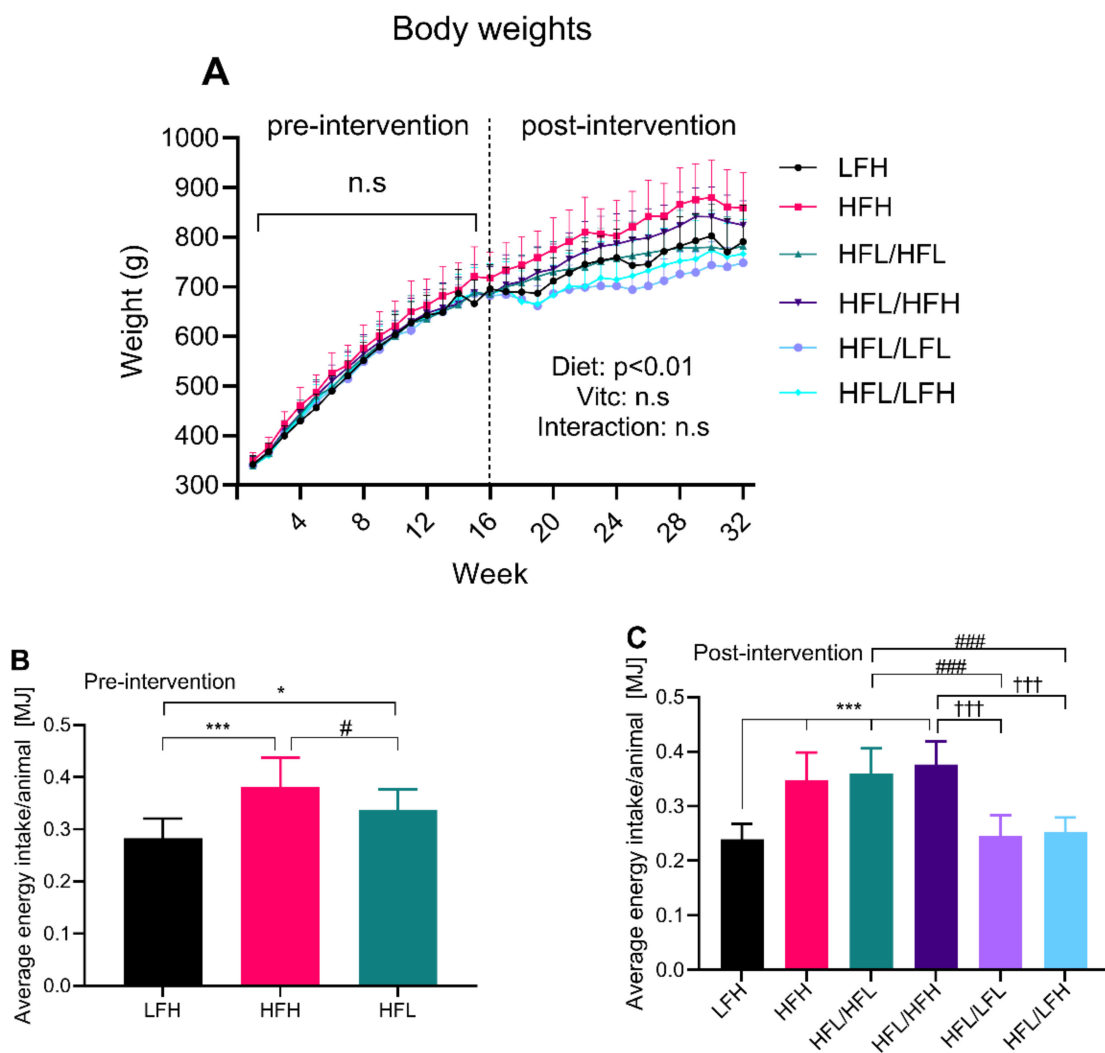 Body weights
A
pre-intervention
post-intervention
n.s
Weight (g)
1000
900
800
700
600
500
400
300
4
8
12
16
20
24
28
32
Week
Diet: p<0.01
Vitc: n.s
Interaction: n.s
LFH
HFH
HFL/HFL
HFL/HFH
HFL/LFL
HFL/LFH
B
Pre-intervention
Average energy intake/animal [MJ]
0.5
0.4
0.3
0.2
0.1
0.0
*
***
#
LFH
HFH
HFL
C
Post-intervention
Average energy intake/animal [MJ]
0.5
0.4
0.3
0.2
0.1
0.0
###
###
†††
***
†††
LFH
HFH
HFL/HFL
HFL/HFH
HFL/LFL
HFL/LFH